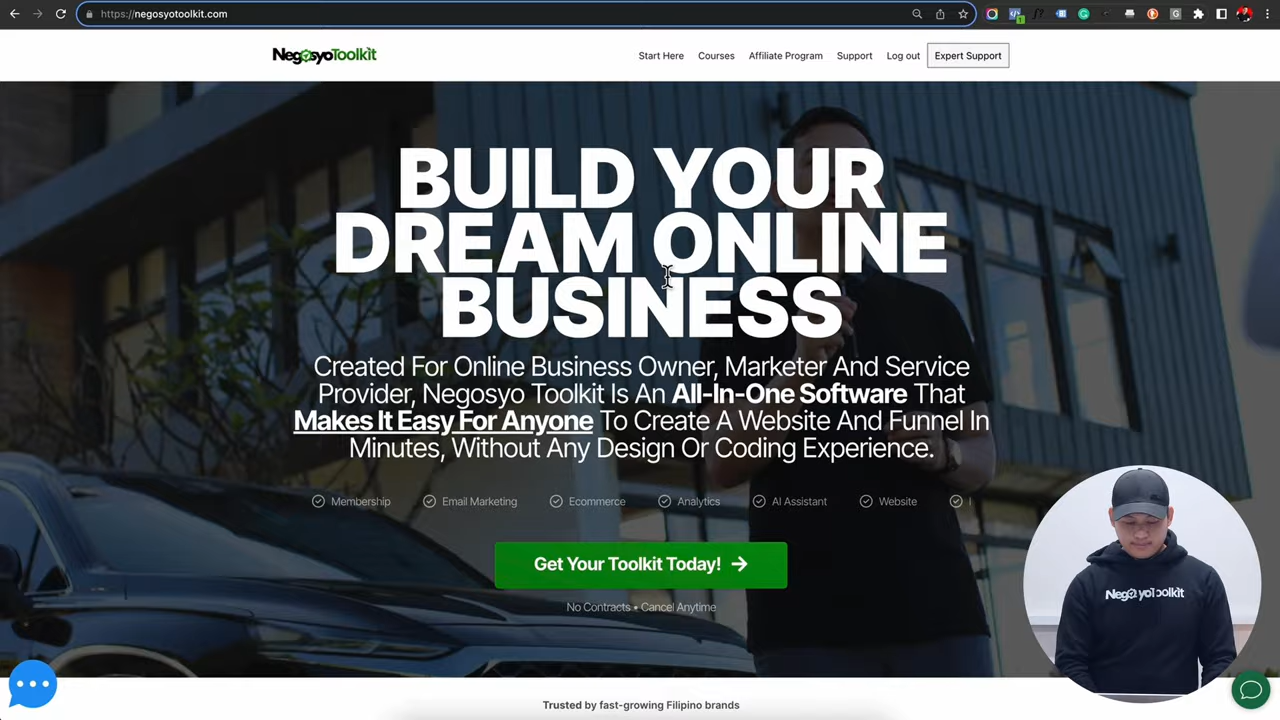 https://negosyotoolkit.com
NegosyoToolkit
Start Here
Courses
Affiliate Program
Support
Log out
Expert Support
BUILD YOUR
DREAM ONLINE
BUSINESS
Created For Online Business Owner, Marketer And Service
Provider, Negosyo Toolkit Is An All-In-One Software That
Makes It Easy For Anyone To Create A Website And Funnel In
Minutes, Without Any Design Or Coding Experience.
Membership
Email Marketing
Ecommerce
Analytics
AI Assistant
Website
Get Your Toolkit Today!
No Contracts • Cancel Anytime
NegosyoToolkit
Trusted by fast-growing Filipino brands